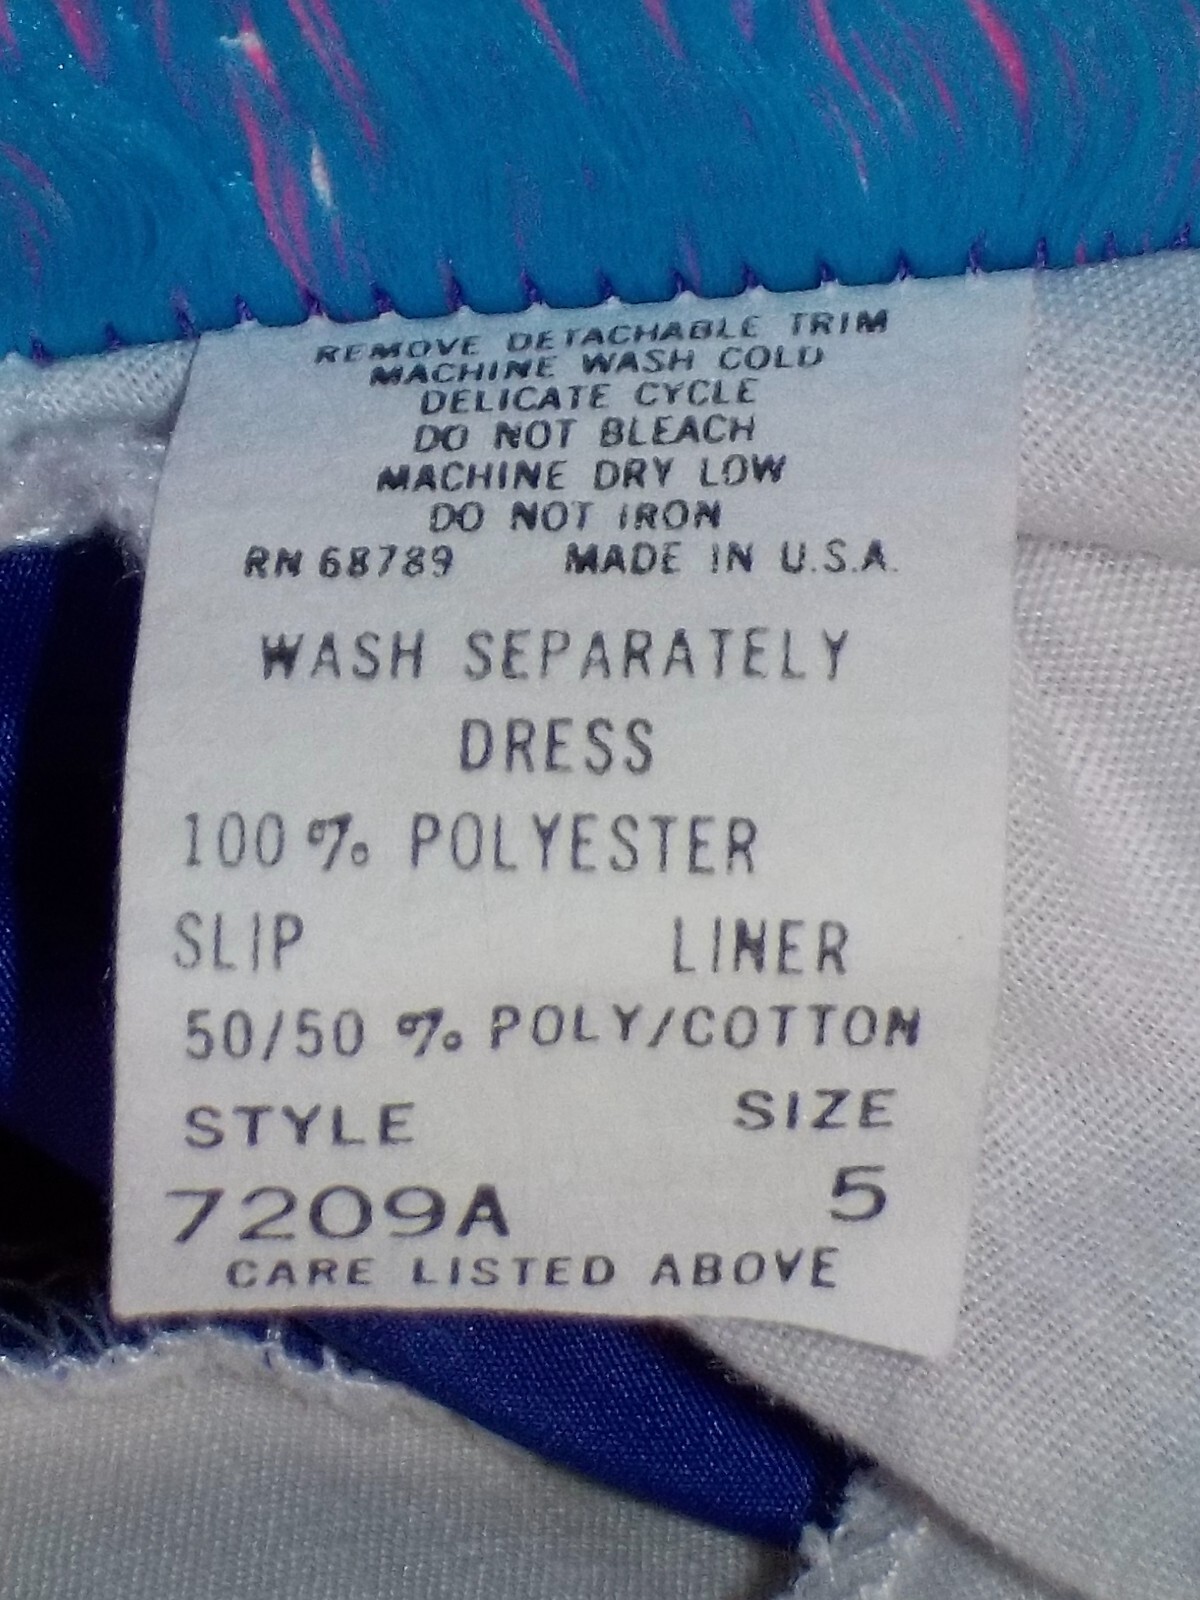 REMOVE DETACHABLE TRIM
MACHINE WASH COLD
DELICATE CYCLE
DO NOT BLEACH
MACHINE DRY LOW
DO NOT IRON
RN 68789 MADE IN U.S.A.
WASH SEPARATELY
DRESS
100 % POLYESTER
SLIP LINER
50/50 % POLY/COTTON
STYLE SIZE
7209A 5
CARE LISTED ABOVE